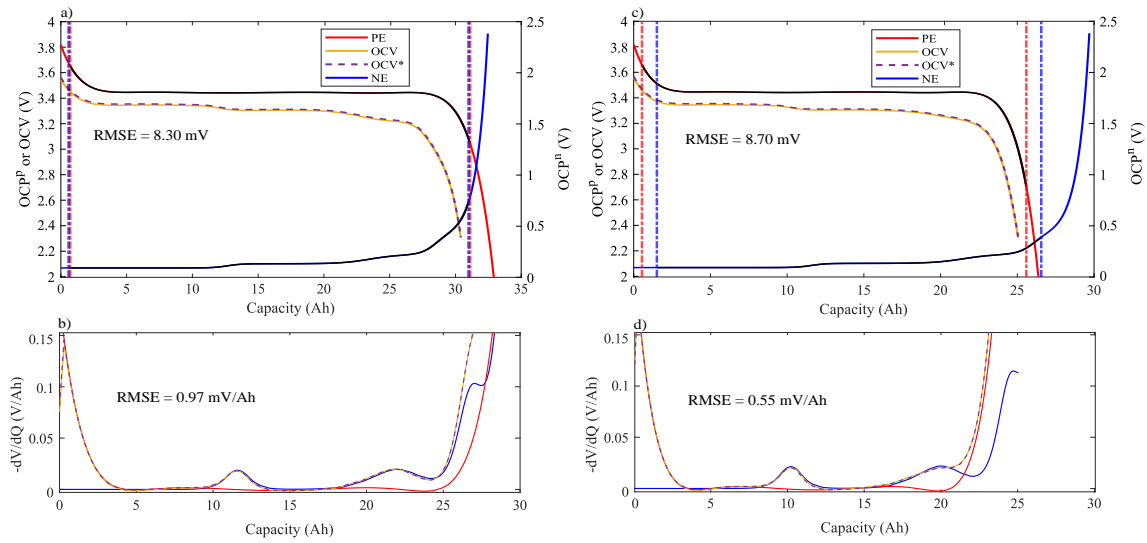 a)
4
3.8
3.6
3.4
3.2
3
2.8
2.6
2.4
2.2
2
OCPᵖ or OCV (V)
PE
OCV
OCV*
NE
RMSE = 8.30 mV
2.5
2
1.5
1
0.5
0
OCPⁿ (V)
0 5 10 15 20 25 30 35
Capacity (Ah)
c)
4
3.8
3.6
3.4
3.2
3
2.8
2.6
2.4
2.2
2
OCPᵖ or OCV (V)
PE
OCV
OCV*
NE
RMSE = 8.70 mV
2.5
2
1.5
1
0.5
0
OCPⁿ (V)
0 5 10 15 20 25 30
Capacity (Ah)
b)
0.15
0.1
0.05
0
-dV/dQ (V/Ah)
RMSE = 0.97 mV/Ah
0 5 10 15 20 25 30
Capacity (Ah)
d)
0.15
0.1
0.05
0
-dV/dQ (V/Ah)
RMSE = 0.55 mV/Ah
0 5 10 15 20 25 30
Capacity (Ah)